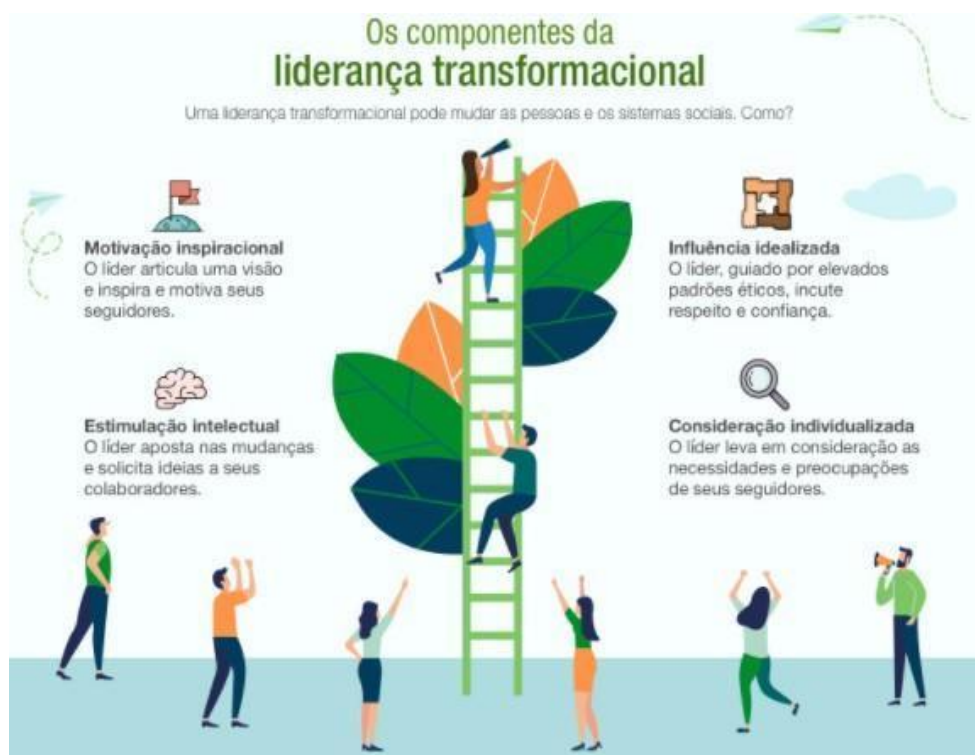 Os componentes da
liderança transformacional
Uma liderança transformacional pode mudar as pessoas e os sistemas sociais. Como?
Motivação inspiracional
O líder articula uma visão
e inspira e motiva seus
seguidores.
Influência idealizada
O líder, guiado por elevados
padrões éticos, incute
respeito e confiança.
Estimulação intelectual
O líder aposta nas mudanças
e solicita ideias a seus
colaboradores.
Consideração individualizada
O líder leva em consideração as
necessidades e preocupações
de seus seguidores.